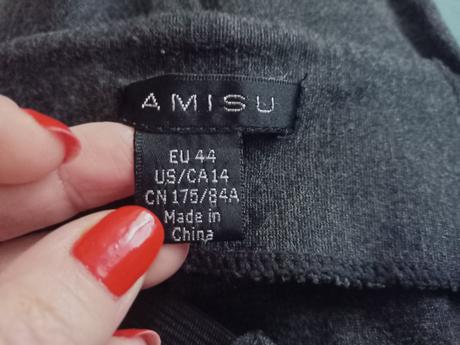 AMISU
EU 44
US/CA 14
CN 175/84A
Made in
China